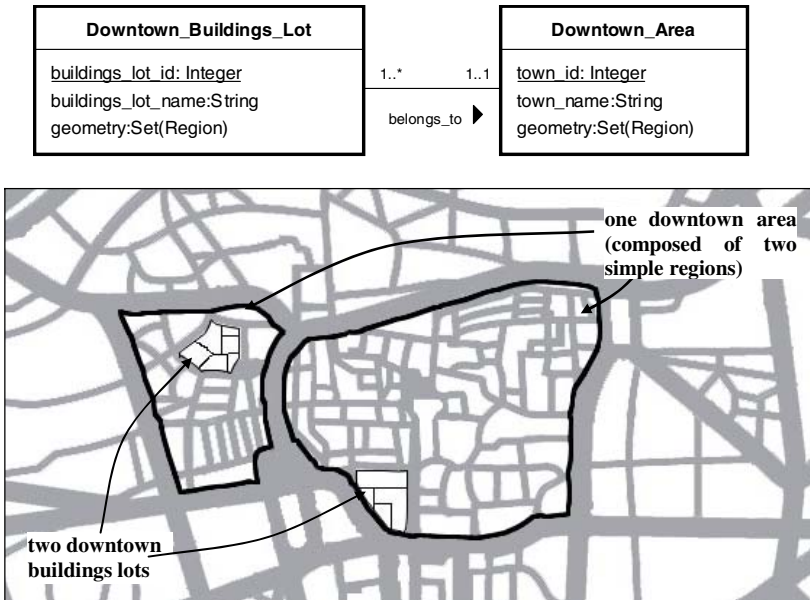 Downtown_Buildings_Lot
buildings_lot_id: Integer
buildings_lot_name:String
geometry:Set(Region)
1..*
1..1
belongs_to
Downtown_Area
town_id: Integer
town_name:String
geometry:Set(Region)
one downtown area
(composed of two
simple regions)
two downtown
buildings lots